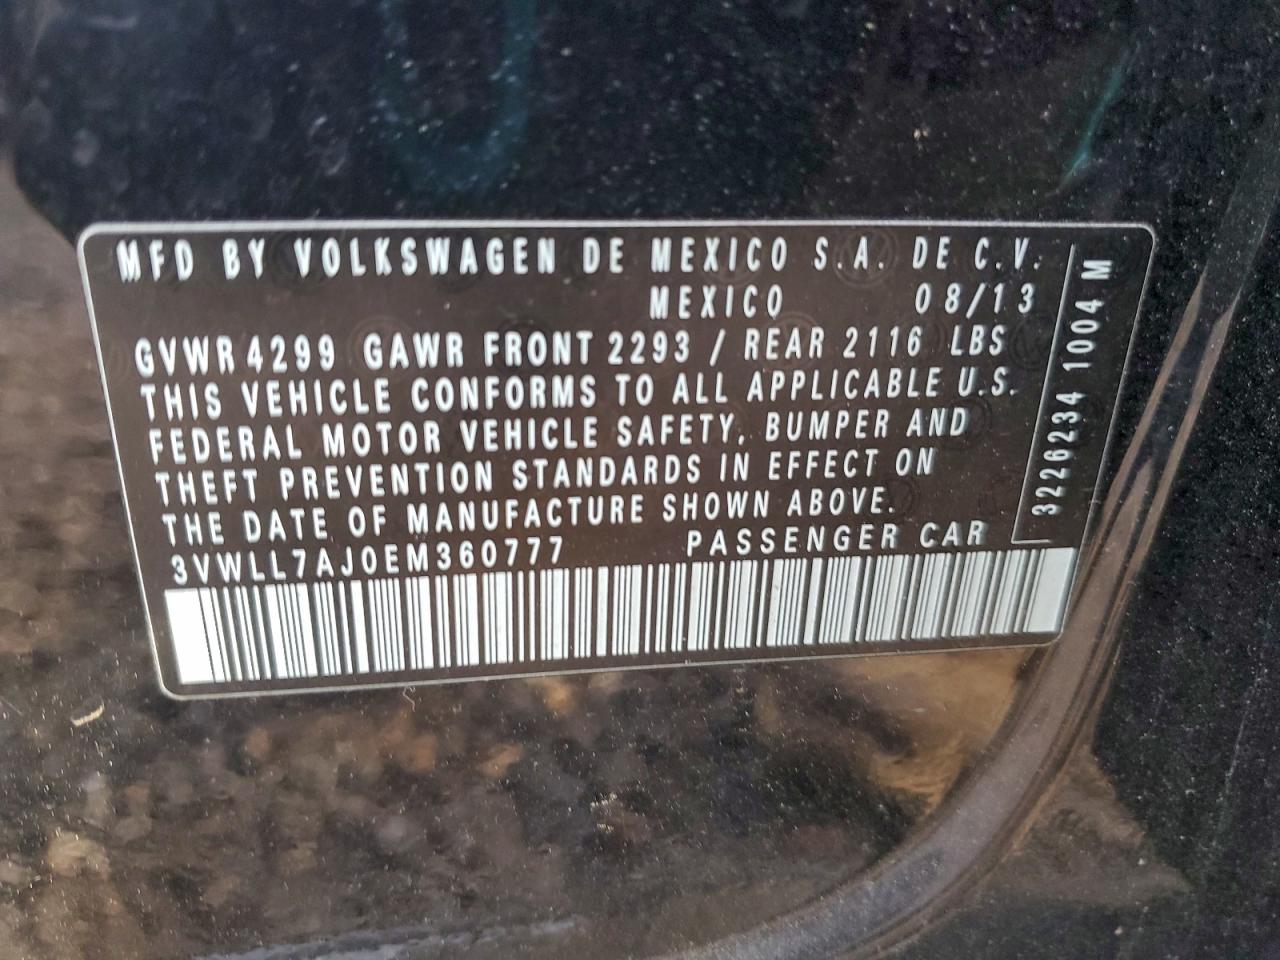 MFD BY VOLKSWAGEN DE MEXICO S.A. DE C.V.
MEXICO 08/13
GVWR 4299 GAWR FRONT 2293 / REAR 2116 LBS
THIS VEHICLE CONFORMS TO ALL APPLICABLE U.S.
FEDERAL MOTOR VEHICLE SAFETY, BUMPER AND
THEFT PREVENTION STANDARDS IN EFFECT ON
THE DATE OF MANUFACTURE SHOWN ABOVE.
3VWLL7AJ0EM360777 PASSENGER CAR
3226234 1004 M